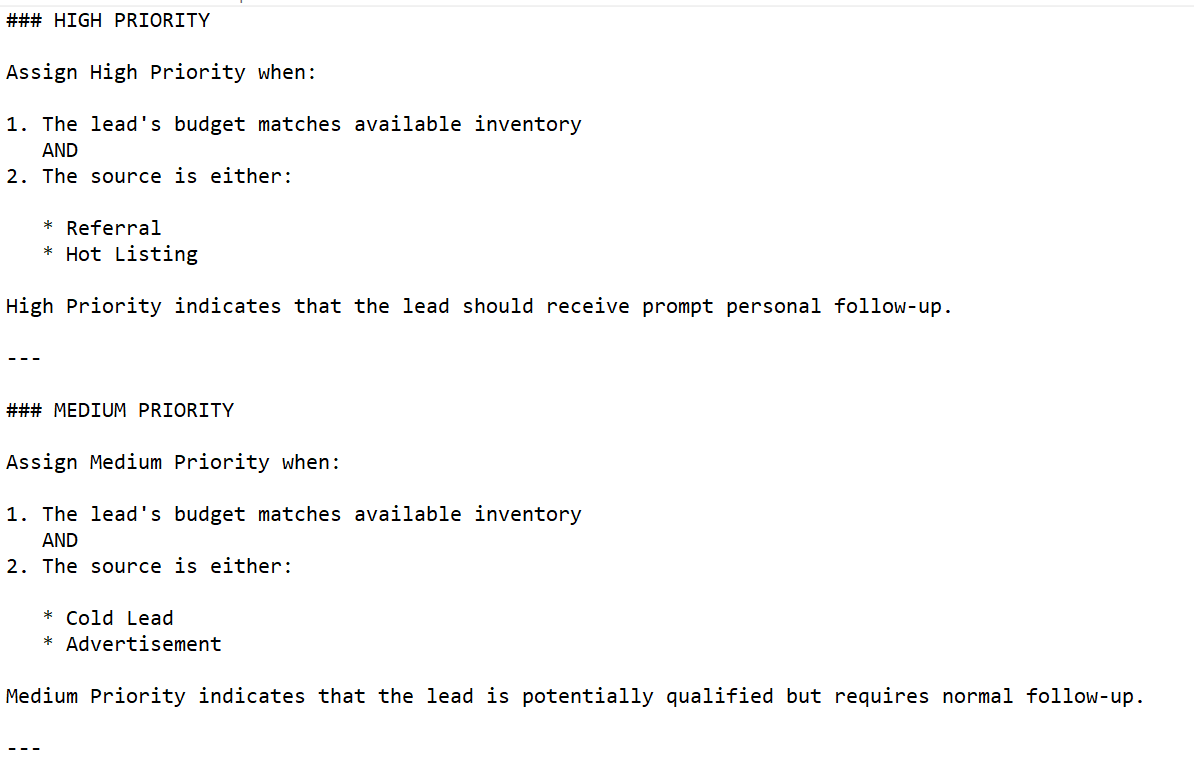 ### HIGH PRIORITY
Assign High Priority when:
1. The lead's budget matches available inventory
AND
2. The source is either:
* Referral
* Hot Listing
High Priority indicates that the lead should receive prompt personal follow-up.
---
### MEDIUM PRIORITY
Assign Medium Priority when:
1. The lead's budget matches available inventory
AND
2. The source is either:
* Cold Lead
* Advertisement
Medium Priority indicates that the lead is potentially qualified but requires normal follow-up.
---